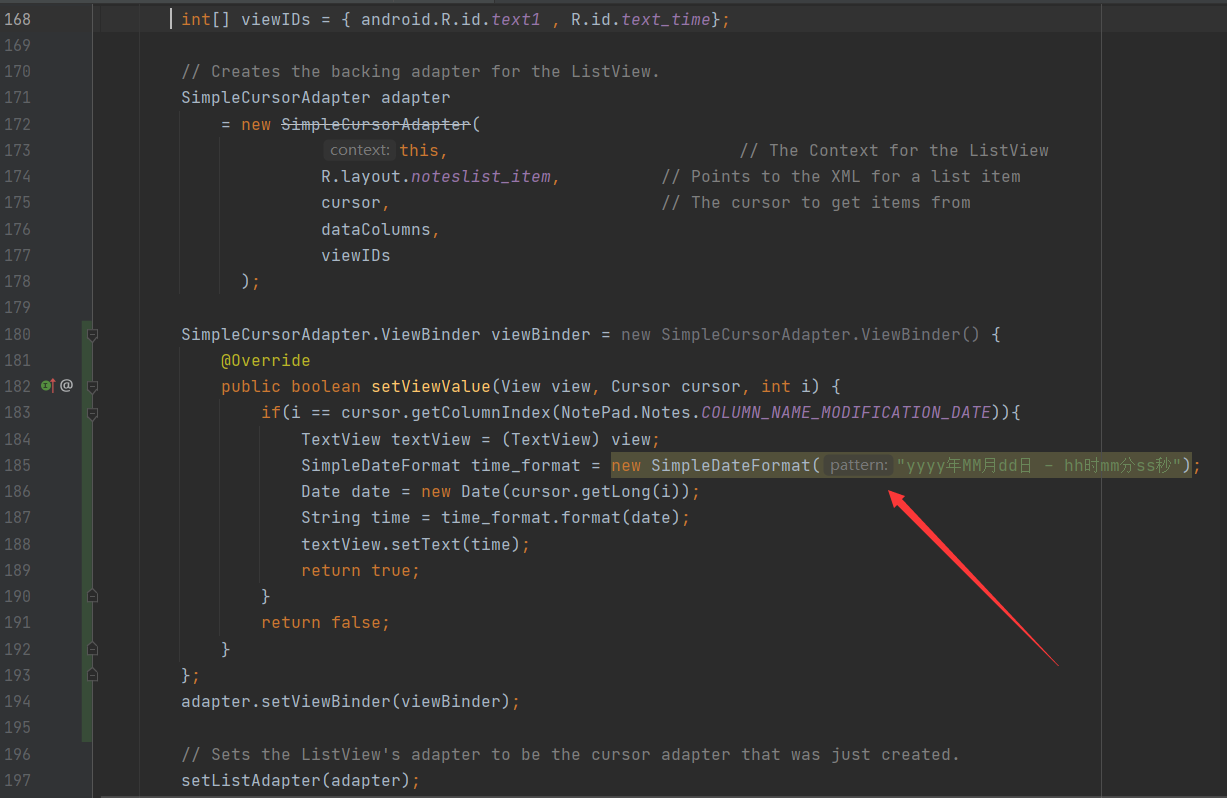 168 int[] viewIDs = { android.R.id.text1 , R.id.text_time};
169
170 // Creates the backing adapter for the ListView.
171 SimpleCursorAdapter adapter
172 = new SimpleCursorAdapter(
173 context: this, // The Context for the ListView
174 R.layout.noteslist_item, // Points to the XML for a list item
175 cursor, // The cursor to get items from
176 dataColumns,
177 viewIDs
178 );
179
180 SimpleCursorAdapter.ViewBinder viewBinder = new SimpleCursorAdapter.ViewBinder() {
181 @Override
182 @ public boolean setViewValue(View view, Cursor cursor, int i) {
183 if(i == cursor.getColumnIndex(NotePad.Notes.COLUMN_NAME_MODIFICATION_DATE)){
184 TextView textView = (TextView) view;
185 SimpleDateFormat time_format = new SimpleDateFormat( pattern: "yyyy年MM月dd日 - hh时mm分ss秒");
186 Date date = new Date(cursor.getLong(i));
187 String time = time_format.format(date);
188 textView.setText(time);
189 return true;
190 }
191 return false;
192 }
193 };
194 adapter.setViewBinder(viewBinder);
195
196 // Sets the ListView's adapter to be the cursor adapter that was just created.
197 setListAdapter(adapter);